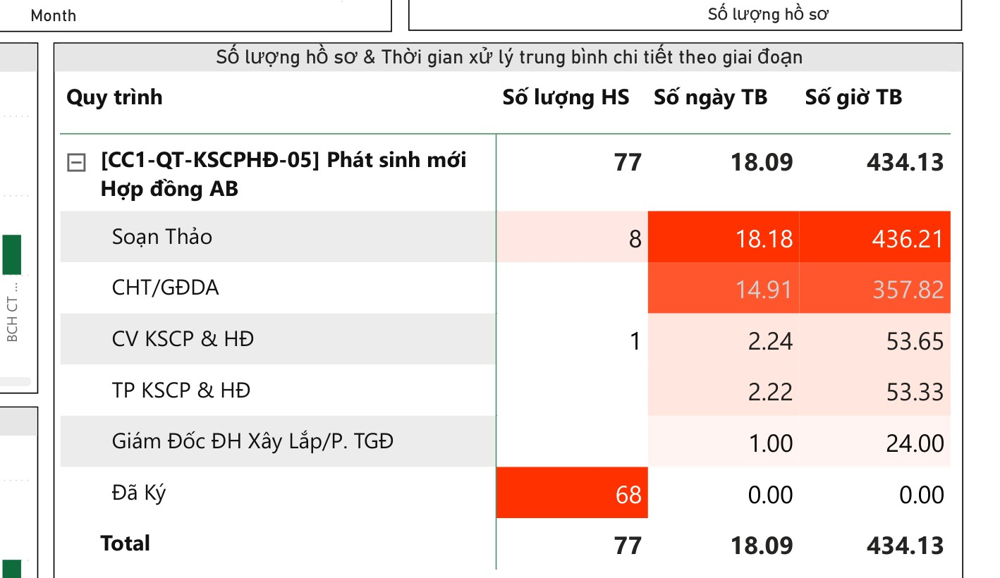 Month
Số lượng hồ sơ
BCH CT ...
Số lượng hồ sơ & Thời gian xử lý trung bình chi tiết theo giai đoạn
Quy trình Số lượng HS Số ngày TB Số giờ TB
[CC1-QT-KSCPHĐ-05] Phát sinh mới 77 18.09 434.13
Hợp đồng AB
Soạn Thảo 8 18.18 436.21
CHT/GĐDA 14.91 357.82
CV KSCP & HĐ 1 2.24 53.65
TP KSCP & HĐ 2.22 53.33
Giám Đốc ĐH Xây Lắp/P. TGĐ 1.00 24.00
Đã Ký 68 0.00 0.00
Total 77 18.09 434.13